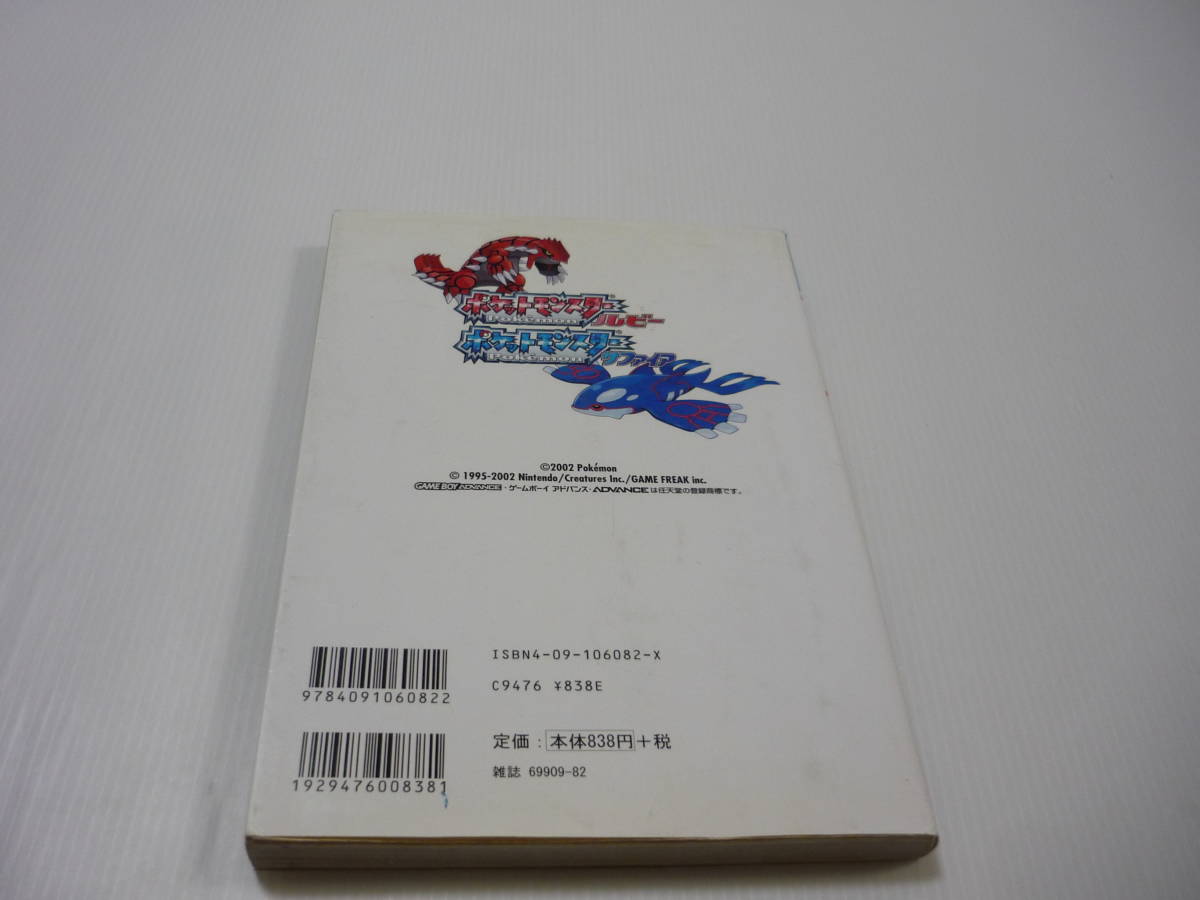 ポケットモンスター
ルビー
ポケットモンスター
サファイア
©2002 Pokémon
© 1995-2002 Nintendo/Creatures Inc./GAME FREAK inc.
GAME BOY ADVANCE・ゲームボーイ アドバンス・ADVANCEは任天堂の登録商標です。
ISBN4-09-106082-X
9784091060822
C9476 ¥838E
定価：本体838円+税
1929476008381
雑誌 69909-82